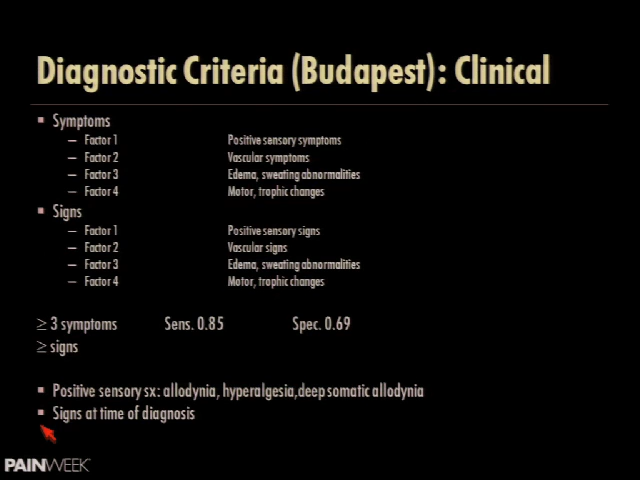 Diagnostic Criteria (Budapest): Clinical
Symptoms
– Factor 1 Positive sensory symptoms
– Factor 2 Vascular symptoms
– Factor 3 Edema, sweating abnormalities
– Factor 4 Motor, trophic changes
Signs
– Factor 1 Positive sensory signs
– Factor 2 Vascular signs
– Factor 3 Edema, sweating abnormalities
– Factor 4 Motor, trophic changes
≥ 3 symptoms Sens. 0.85 Spec. 0.69
≥ signs
Positive sensory sx: allodynia, hyperalgesia,deep somatic allodynia
Signs at time of diagnosis
PAINWEEK